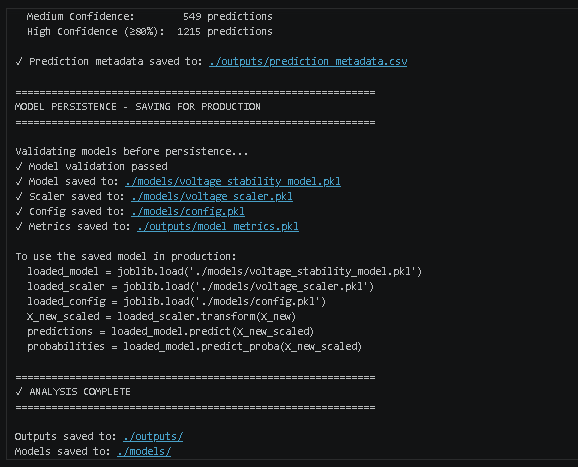 Medium Confidence: 549 predictions
High Confidence (≥80%): 1215 predictions
✓ Prediction metadata saved to: ./outputs/prediction_metadata.csv
============================================================
MODEL PERSISTENCE - SAVING FOR PRODUCTION
============================================================
Validating models before persistence...
✓ Model validation passed
✓ Model saved to: ./models/voltage_stability_model.pkl
✓ Scaler saved to: ./models/voltage_scaler.pkl
✓ Config saved to: ./models/config.pkl
✓ Metrics saved to: ./outputs/model_metrics.pkl
To use the saved model in production:
loaded_model = joblib.load('./models/voltage_stability_model.pkl')
loaded_scaler = joblib.load('./models/voltage_scaler.pkl')
loaded_config = joblib.load('./models/config.pkl')
X_new_scaled = loaded_scaler.transform(X_new)
predictions = loaded_model.predict(X_new_scaled)
probabilities = loaded_model.predict_proba(X_new_scaled)
============================================================
✓ ANALYSIS COMPLETE
============================================================
Outputs saved to: ./outputs/
Models saved to: ./models/